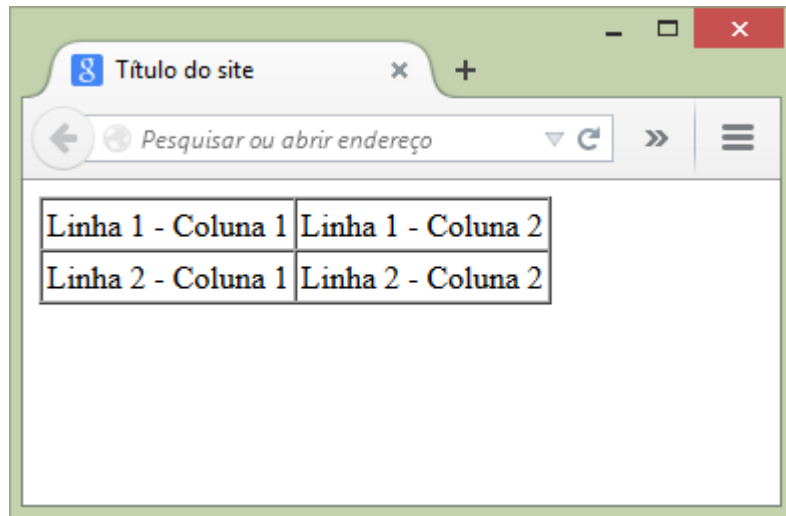 Título do site
Pesquisar ou abrir endereço
Linha 1 - Coluna 1 Linha 1 - Coluna 2
Linha 2 - Coluna 1 Linha 2 - Coluna 2